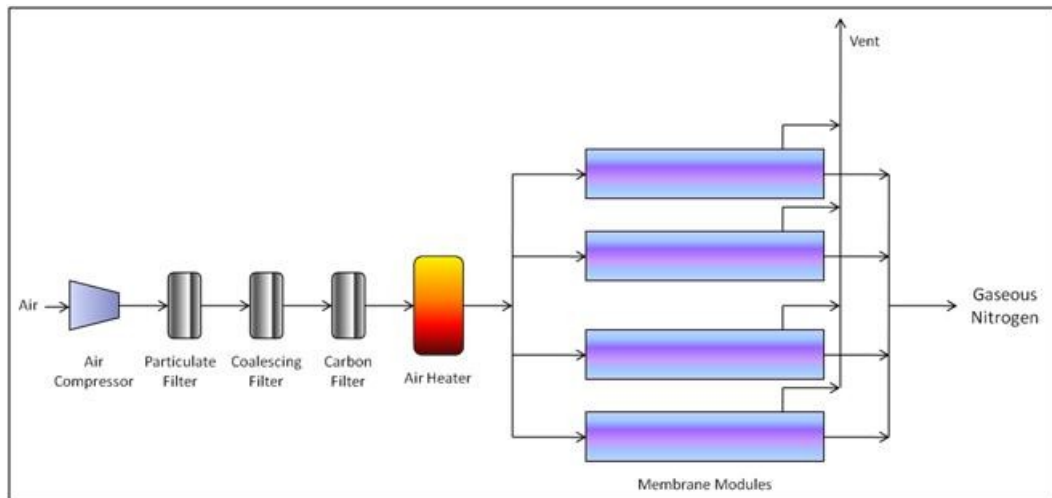 Vent
Air
Air
Compressor
Particulate
Filter
Coalescing
Filter
Carbon
Filter
Air Heater
Gaseous
Nitrogen
Membrane Modules